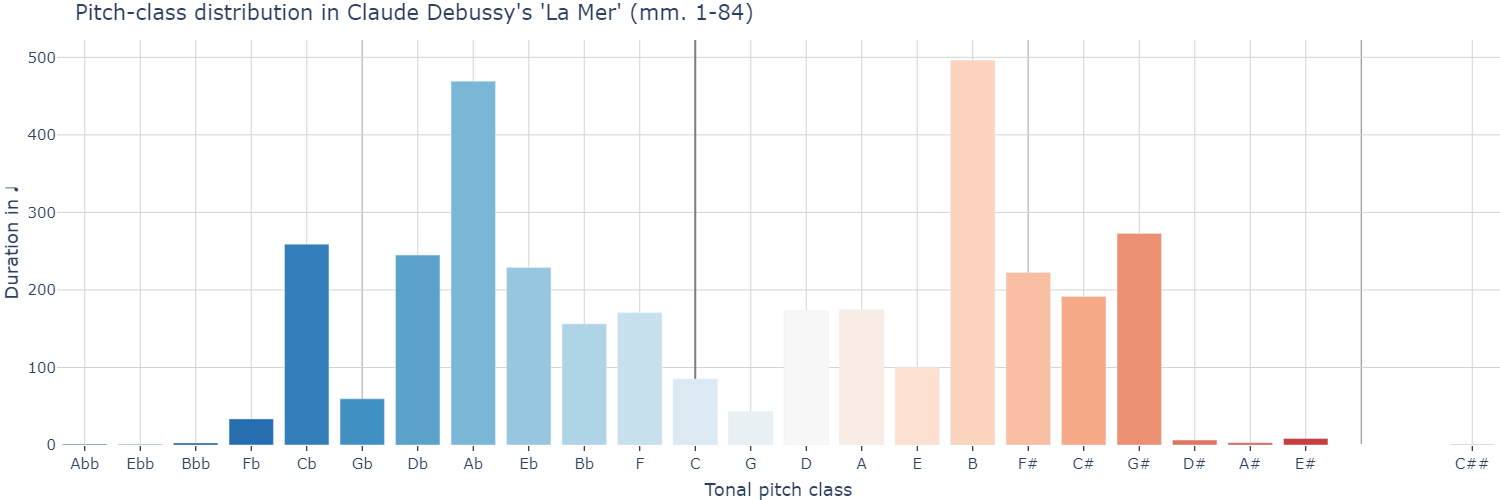 Pitch-class distribution in Claude Debussy's 'La Mer' (mm. 1-84)
Duration in ♩
500
400
300
200
100
0
Abb Ebb Bbb Fb Cb Gb Db Ab Eb Bb F C G D A E B F# C# G# D# A# E# C##
Tonal pitch class